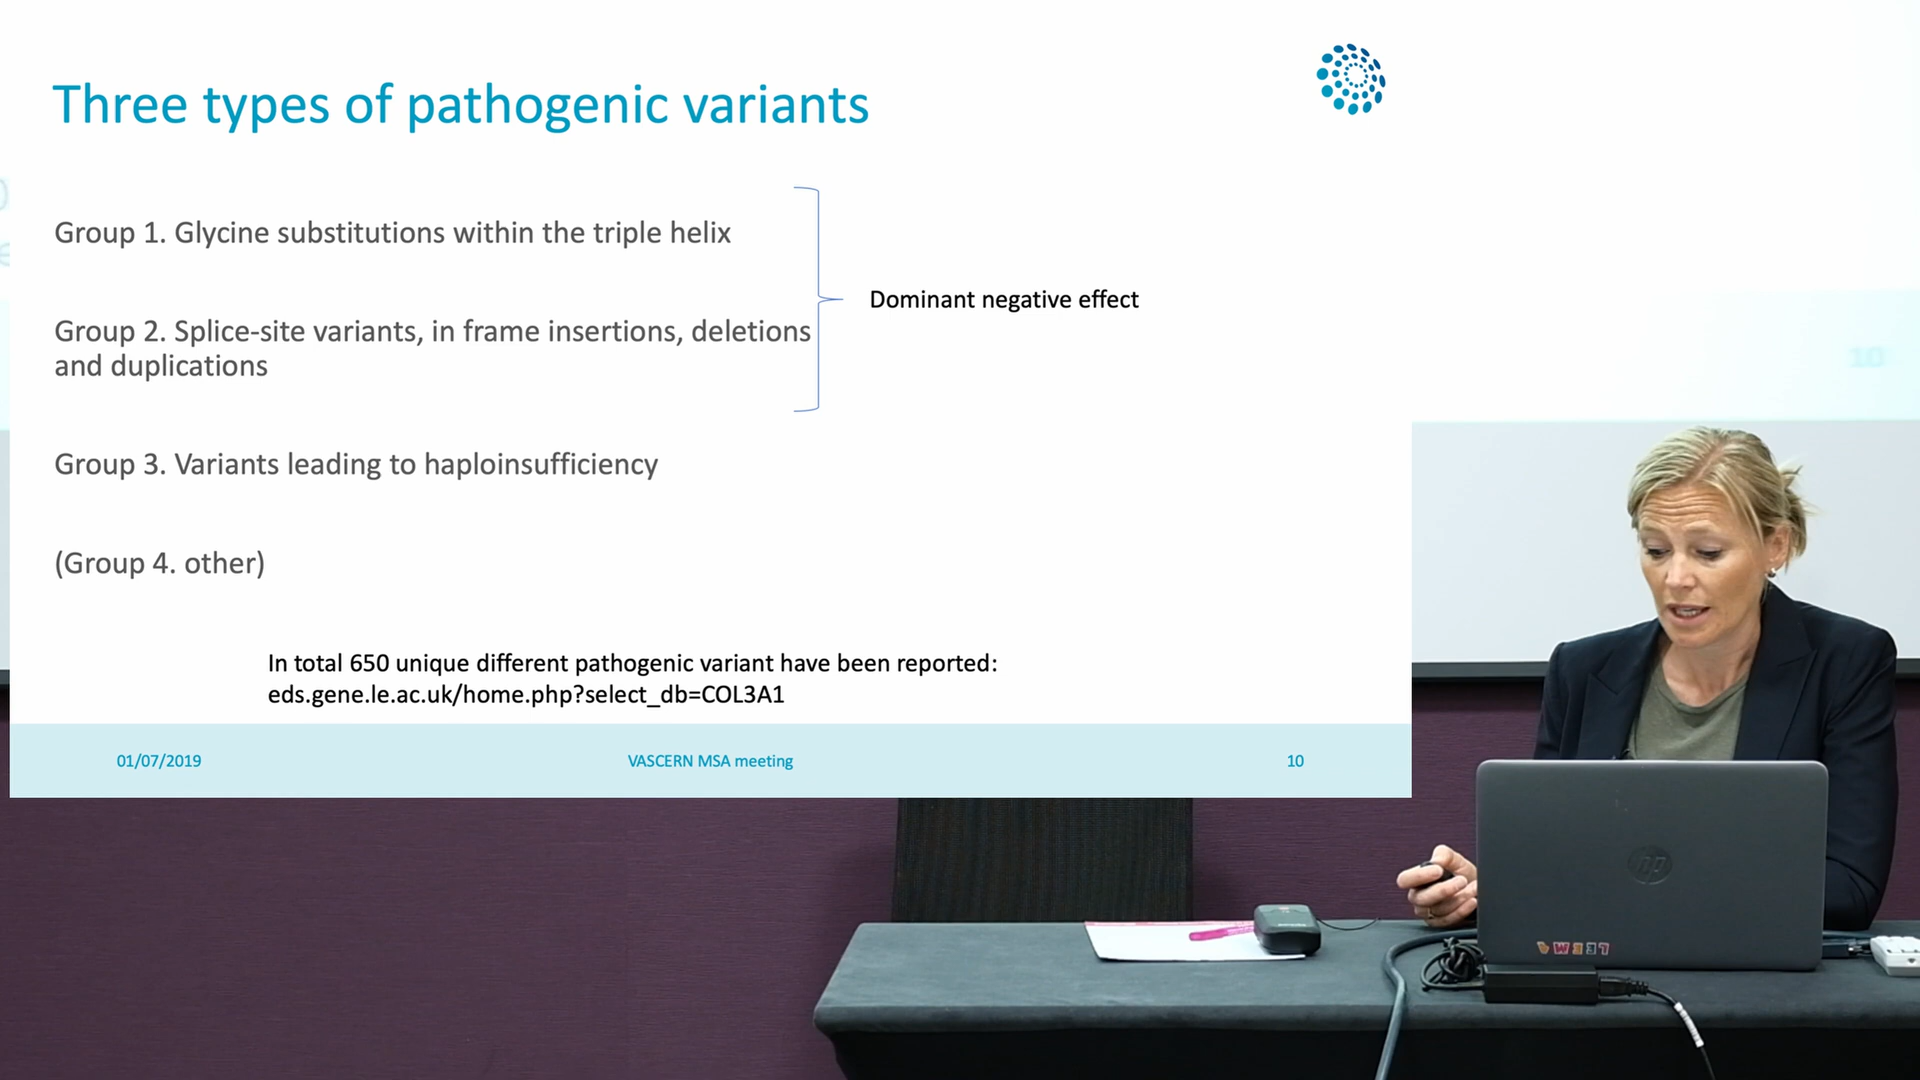 Three types of pathogenic variants
Group 1. Glycine substitutions within the triple helix
Group 2. Splice-site variants, in frame insertions, deletions
and duplications
Dominant negative effect
Group 3. Variants leading to haploinsufficiency
(Group 4. other)
In total 650 unique different pathogenic variant have been reported:
eds.gene.le.ac.uk/home.php?select_db=COL3A1
01/07/2019
VASCERN MSA meeting
10
10
hp